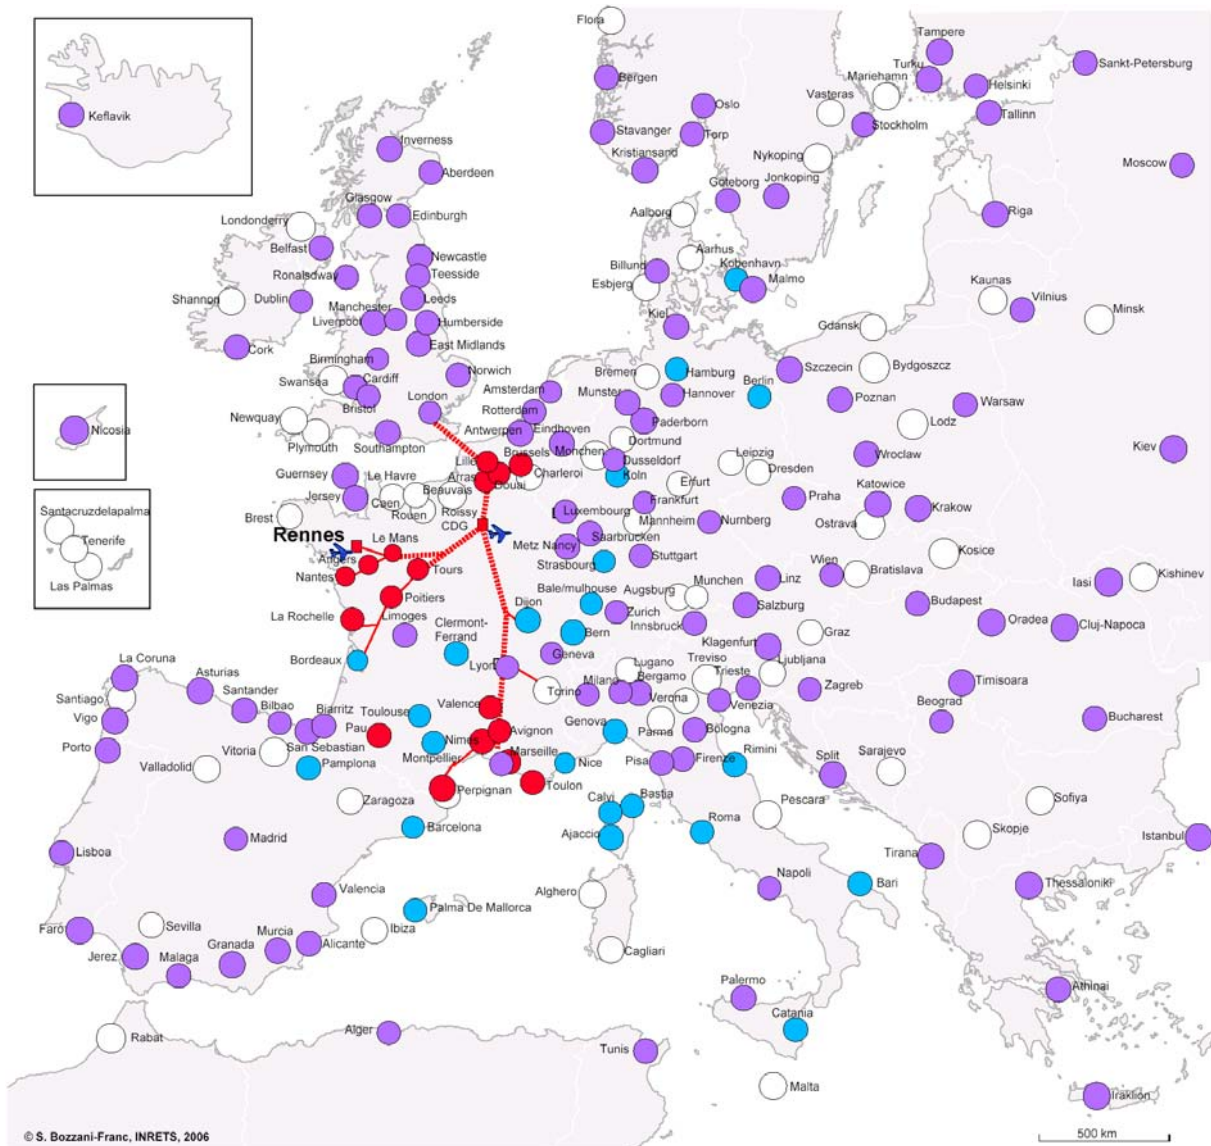 Flora
Tampere
Turku
Mariehamn
Sankt-Petersburg
Bergen
Helsinki
Vasteras
Oslo
Keflavik
Tallinn
Stavanger
Torp
Stockholm
Inverness
Kristiansand
Nykoping
Moscow
Aberdeen
Goteborg
Jonkoping
Glasgow
Edinburgh
Aalborg
Riga
Londonderry
Belfast
Newcastle
Aarhus
Billund
Kobenhavn
Ronalsdway
Teesside
Esbjerg
Malmo
Kaunas
Shannon
Dublin
Leeds
Vilnius
Manchester
Minsk
Liverpool
Humberside
Kiel
Gdansk
Cork
East Midlands
Birmingham
Bremen
Hamburg
Szczecin
Bydgoszcz
Swansea
Cardiff
Norwich
Berlin
Amsterdam
Munster
Hannover
London
Poznan
Warsaw
Bristol
Rotterdam
Newquay
Paderborn
Lodz
Nicosia
Antwerpen
Eindhoven
Plymouth
Southampton
Dortmund
Kiev
Brussels
Monchen
Lille
Dusseldorf
Leipzig
Wroclaw
Guernsey
Le Havre
Arras
Charleroi
Dresden
Douai
Koln
Erfurt
Katowice
Beauvais
Jersey
Caen
Frankfurt
Praha
Santacruzdelapalma
Roissy
Luxembourg
Krakow
Brest
Rouen
CDG
Mannheim
Nurnberg
Ostrava
Rennes
Saarbrucken
Tenerife
Le Mans
Metz Nancy
Kosice
Angers
Stuttgart
Strasbourg
Tours
Wien
Bratislava
Kishinev
Nantes
Linz
Iasi
Las Palmas
Bale/mulhouse
Munchen
Augsburg
Poitiers
Dijon
Zurich
Salzburg
Budapest
La Rochelle
Limoges
Innsbruck
Oradea
Clermont-
Ferrand
Bern
Cluj-Napoca
Graz
Klagenfurt
Geneva
Bordeaux
La Coruna
Lyon
Lugano
Treviso
Ljubljana
Asturias
Bergamo
Trieste
Timisoara
Santander
Milano
Zagreb
Santiago
Torino
Verona
Bilbao
Biarritz
Valence
Venezia
Beograd
Vigo
Toulouse
Bucharest
Pau
Genova
Avignon
Parma
Bologna
Porto
Vitoria
San Sebastian
Nimes
Rimini
Sarajevo
Montpellier
Marseille
Firenze
Split
Valladolid
Pamplona
Nice
Pisa
Toulon
Perpignan
Bastia
Calvi
Zaragoza
Pescara
Sofiya
Barcelona
Roma
Skopje
Istanbul
Madrid
Ajaccio
Lisboa
Tirana
Napoli
Bari
Thessaloniki
Valencia
Alghero
Palma De Mallorca
Sevilla
Faro
Ibiza
Murcia
Granada
Alicante
Cagliari
Jerez
Malaga
Palermo
Athinai
Catania
Rabat
Alger
Tunis
Malta
Iraklion
© S. Bozzani-Franc, INRETS, 2006
500 km